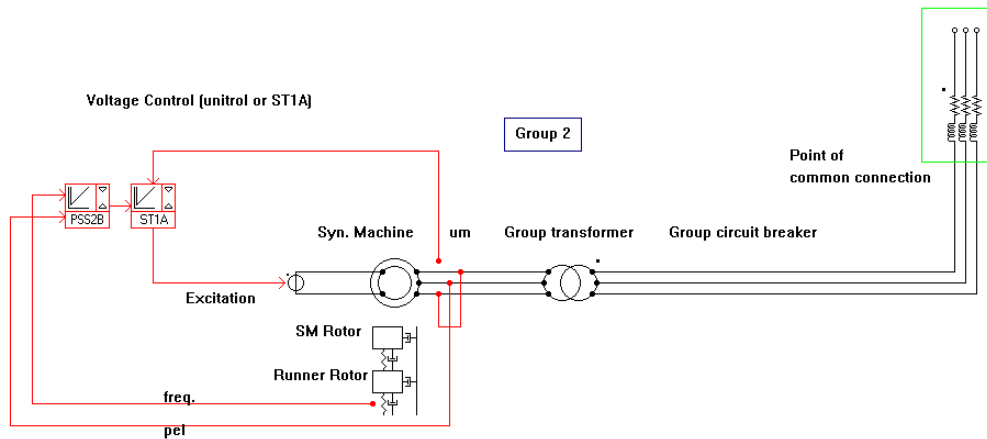 Voltage Control (unitrol or ST1A)
Group 2
Point of
common connection
PSS2B
ST1A
Syn. Machine
um
Group transformer
Group circuit breaker
Excitation
SM Rotor
Runner Rotor
freq.
pel